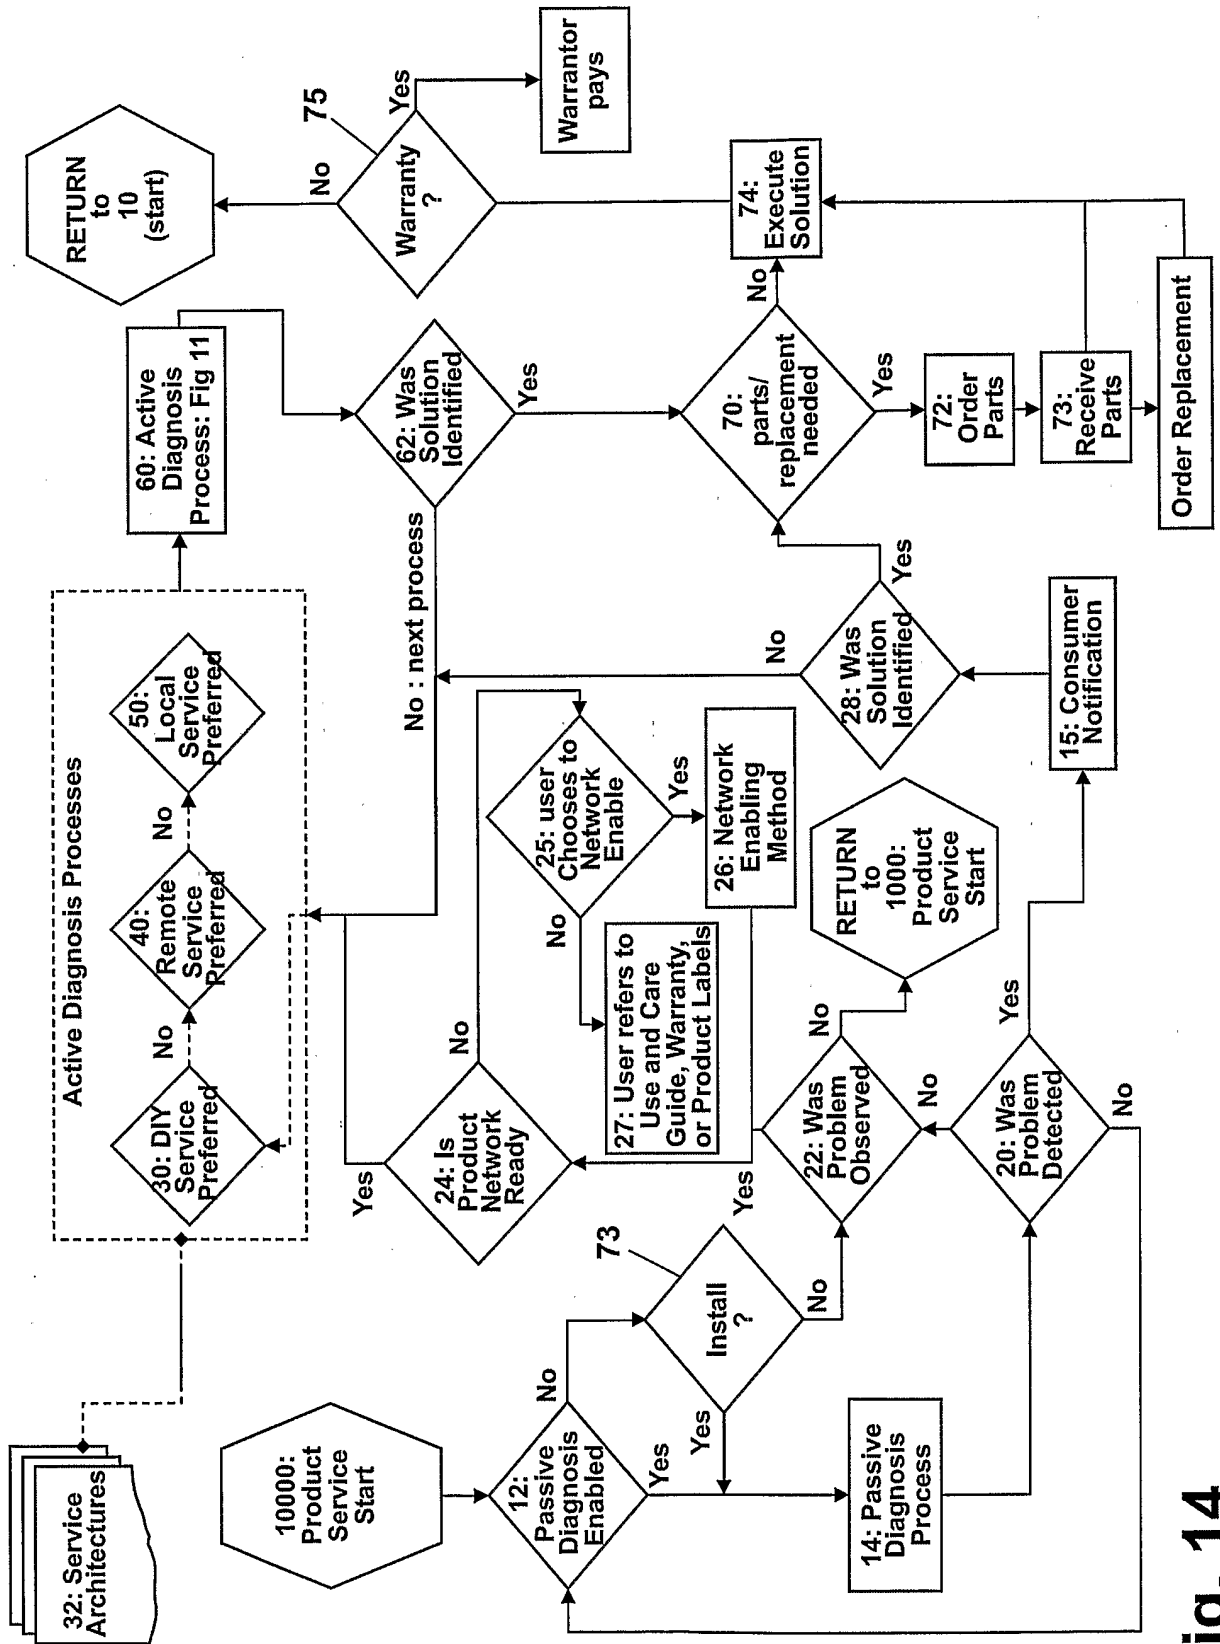 32: Service
Architectures
Active Diagnosis Processes
30: DIY
Service
Preferred
No
40:
Remote
Service
Preferred
No
50:
Local
Service
Preferred
60: Active
Diagnosis
Process: Fig 11
RETURN
to
10
(start)
10000:
Product
Service
Start
12:
Passive
Diagnosis
Enabled
No
Yes
Install
?
73
Yes
No
14: Passive
Diagnosis
Process
24: Is
Product
Network
Ready
Yes
No
25: user
Chooses to
Network
Enable
No
Yes
27: User refers to
Use and Care
Guide, Warranty,
or Product Labels
26: Network
Enabling
Method
22: Was
Problem
Observed
Yes
No
RETURN
to
1000:
Product
Service
Start
20: Was
Problem
Detected
No
Yes
No
15: Consumer
Notification
28: Was
Solution
Identified
No
Yes
62: Was
Solution
Identified
No : next process
Yes
70:
parts/
replacement
needed
No
Yes
72:
Order
Parts
73:
Receive
Parts
Order Replacement
74:
Execute
Solution
Warranty
?
75
No
Yes
Warrantor
pays
ig. 14